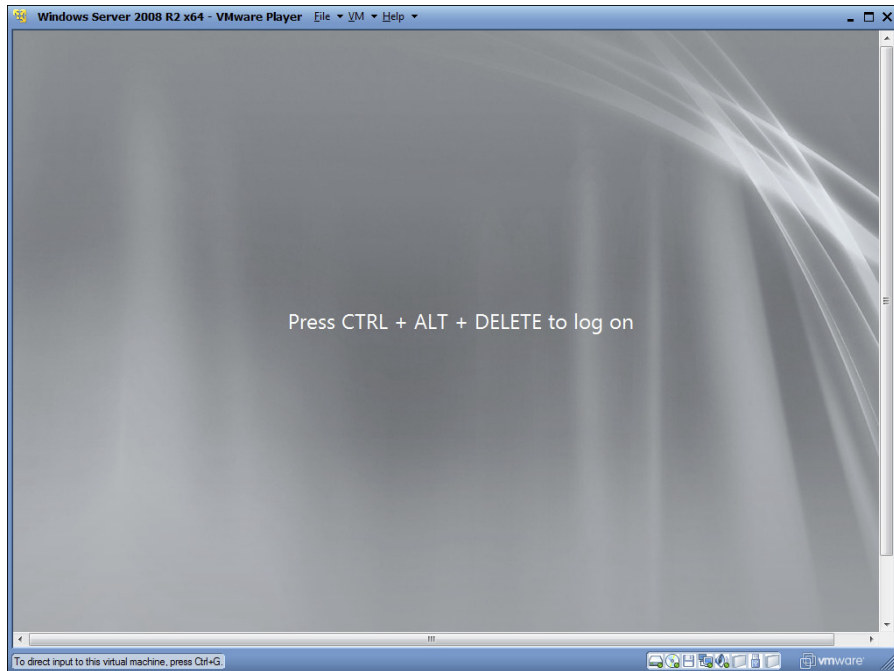 Windows Server 2008 R2 x64 - VMware Player File VM Help
Press CTRL + ALT + DELETE to log on
To direct input to this virtual machine, press Ctrl+G.
vmware